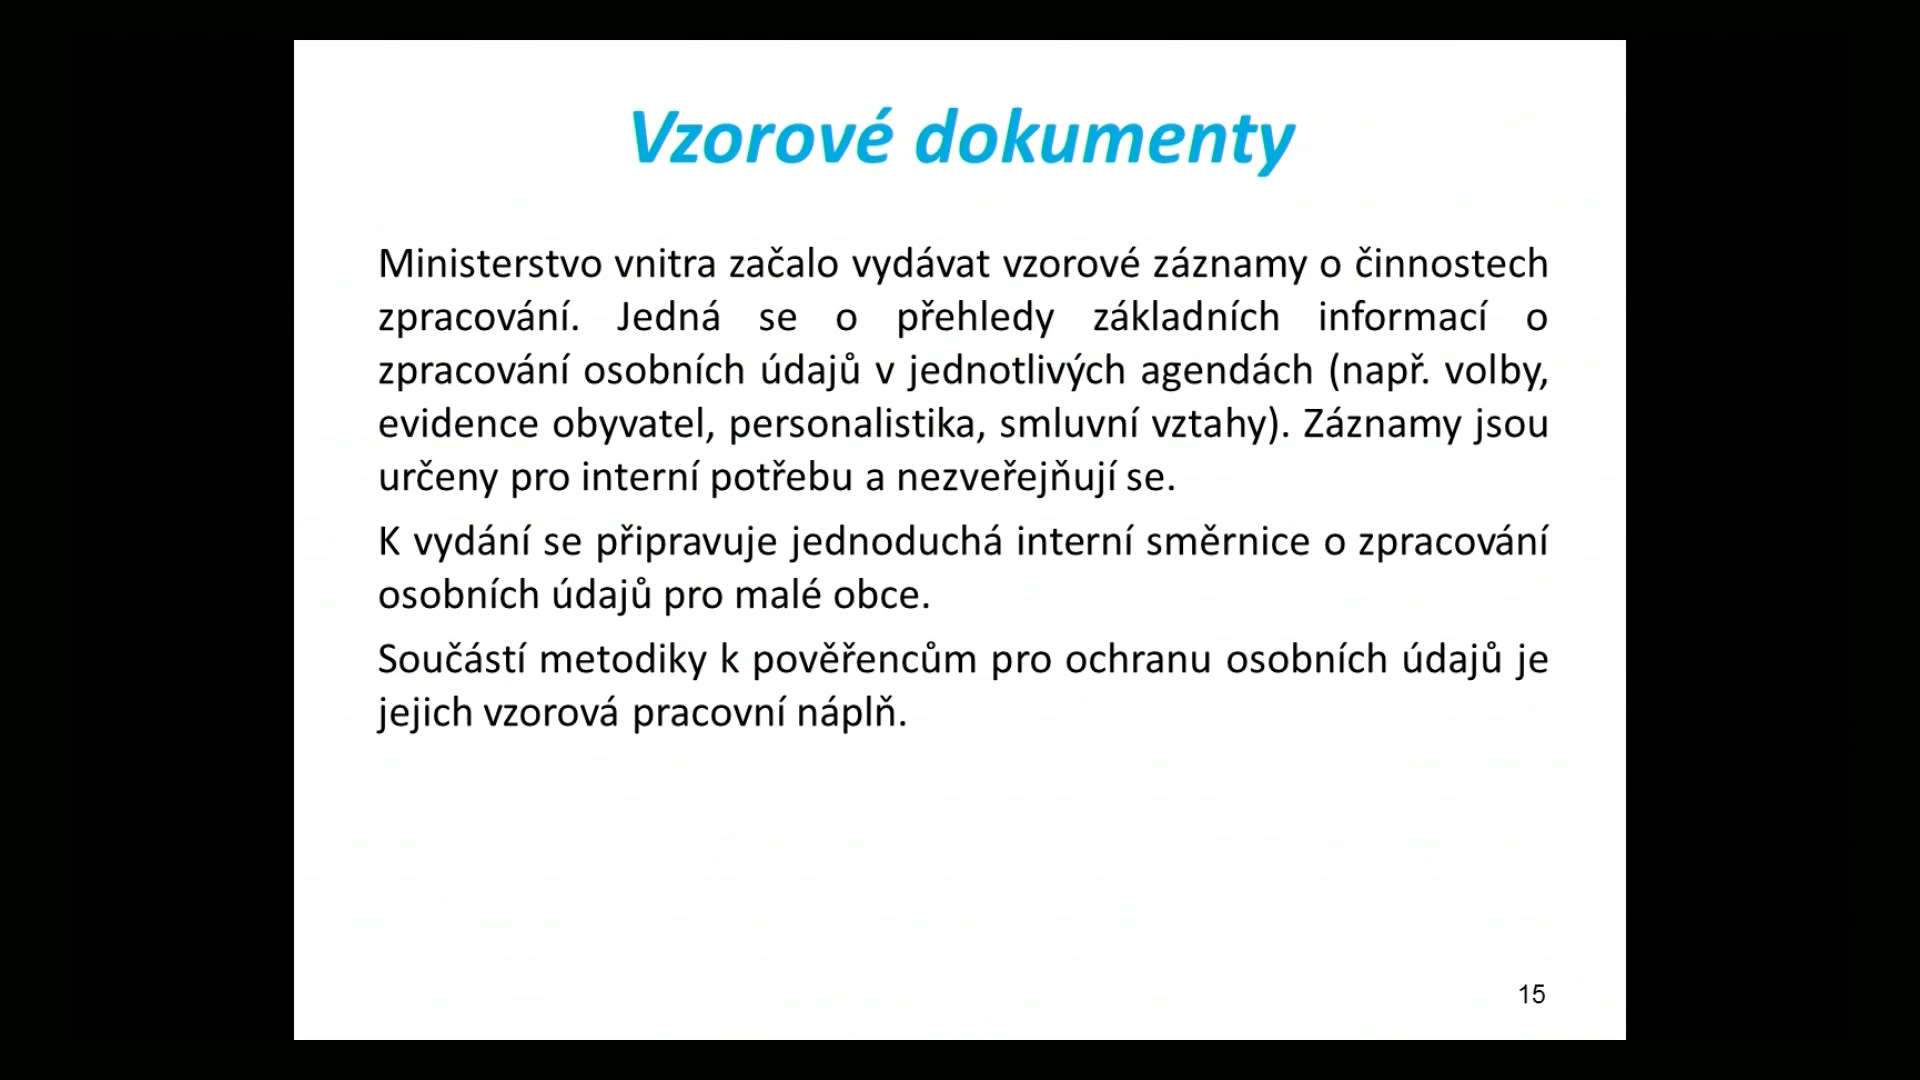 Vzorové dokumenty
Ministerstvo vnitra začalo vydávat vzorové záznamy o činnostech
zpracování. Jedná se o přehledy základních informací o
zpracování osobních údajů v jednotlivých agendách (např. volby,
evidence obyvatel, personalistika, smluvní vztahy). Záznamy jsou
určeny pro interní potřebu a nezveřejňují se.
K vydání se připravuje jednoduchá interní směrnice o zpracování
osobních údajů pro malé obce.
Součástí metodiky k pověřencům pro ochranu osobních údajů je
jejich vzorová pracovní náplň.
15